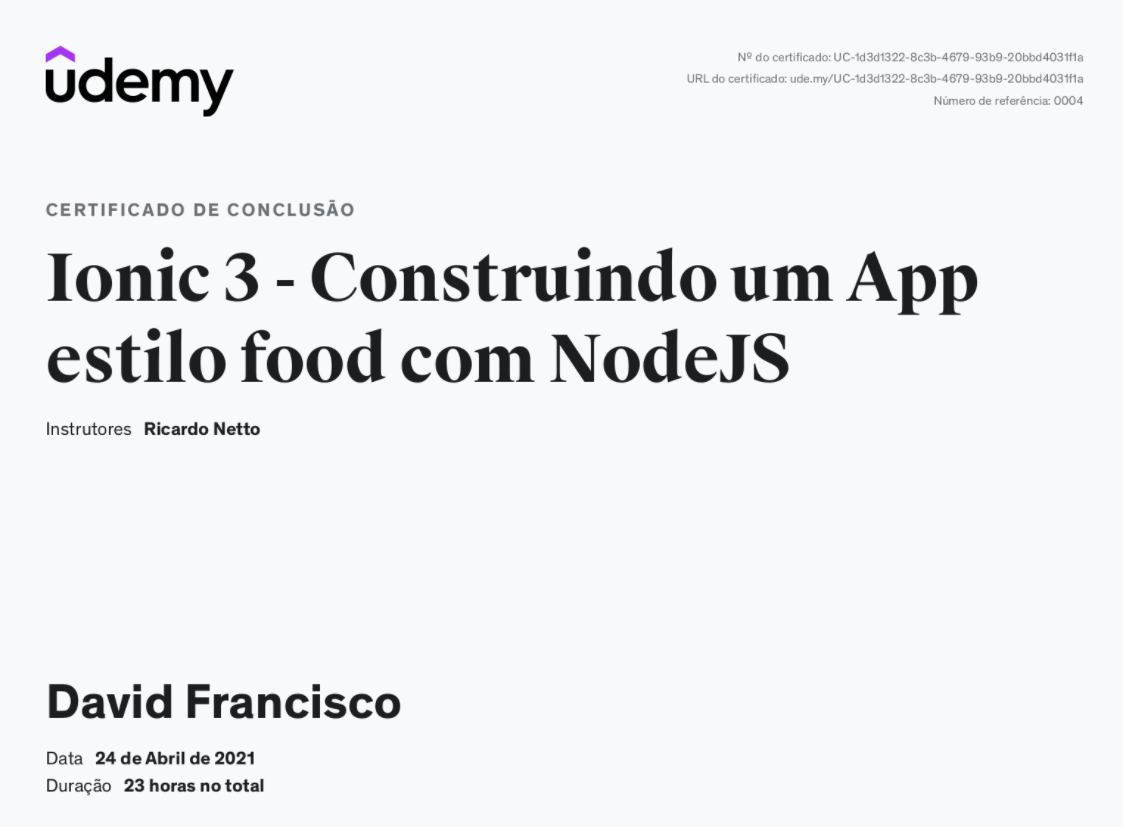 udemy
Nº do certificado: UC-1d3d1322-8c3b-4679-93b9-20bbd4031f1a
URL do certificado: ude.my/UC-1d3d1322-8c3b-4679-93b9-20bbd4031f1a
Número de referência: 0004
CERTIFICADO DE CONCLUSÃO
Ionic 3 - Construindo um App
estilo food com NodeJS
Instrutores Ricardo Netto
David Francisco
Data 24 de Abril de 2021
Duração 23 horas no total